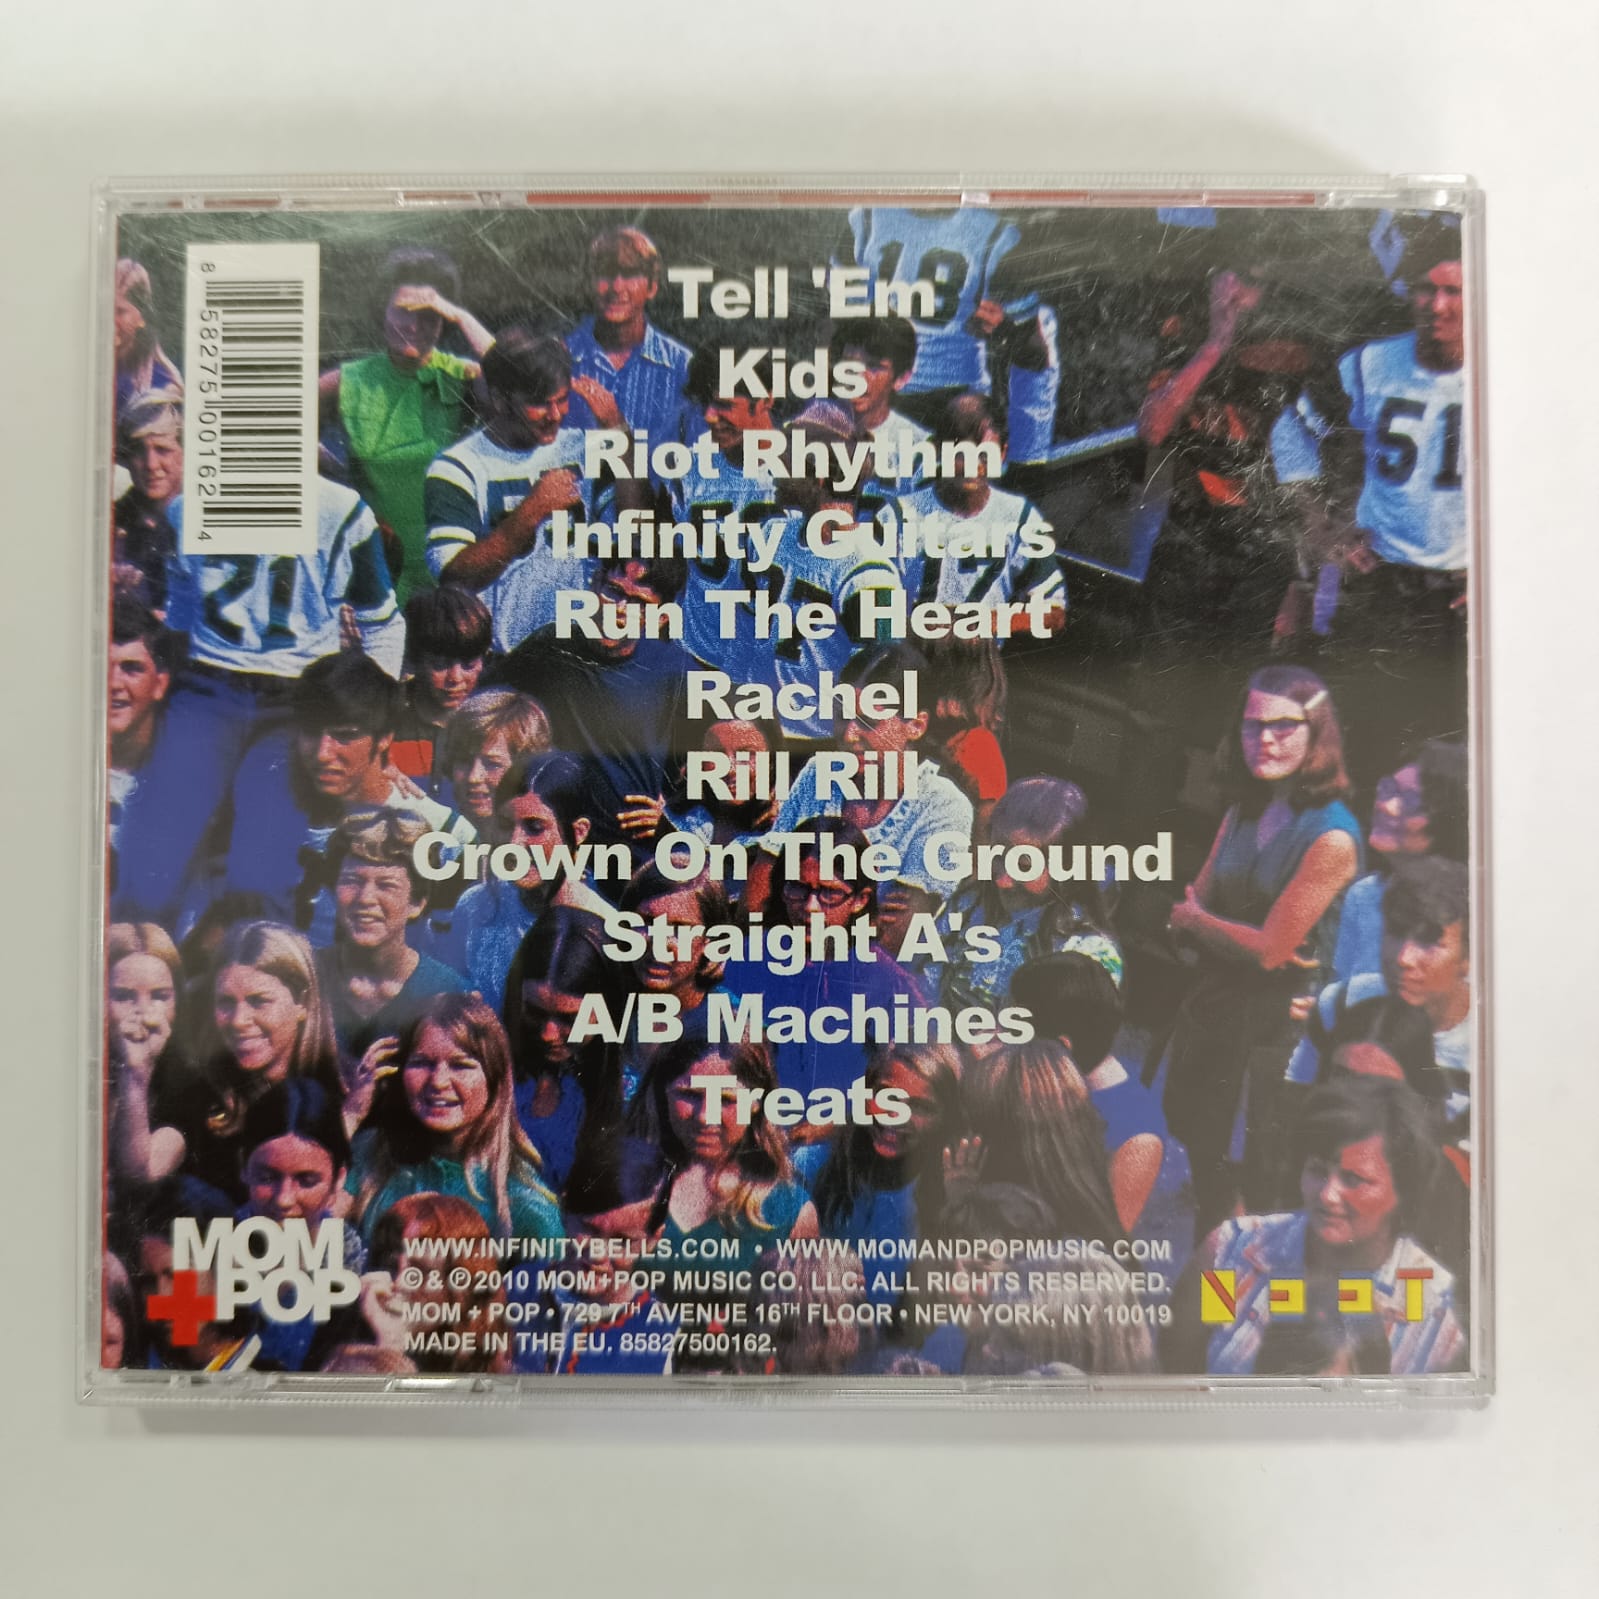 8 58275 00162 4
Tell 'Em
Kids
Riot Rhythm
Infinity Guitars
Run The Heart
Rachel
Rill Rill
Crown On The Ground
Straight A's
A/B Machines
Treats
MOM
+POP
WWW.INFINITYBELLS.COM • WWW.MOMANDPOPMUSIC.COM
© & ℗ 2010 MOM+POP MUSIC CO. LLC. ALL RIGHTS RESERVED.
MOM + POP • 729 7TH AVENUE 16TH FLOOR • NEW YORK, NY 10019
MADE IN THE EU. 85827500162.
NEET
51
71